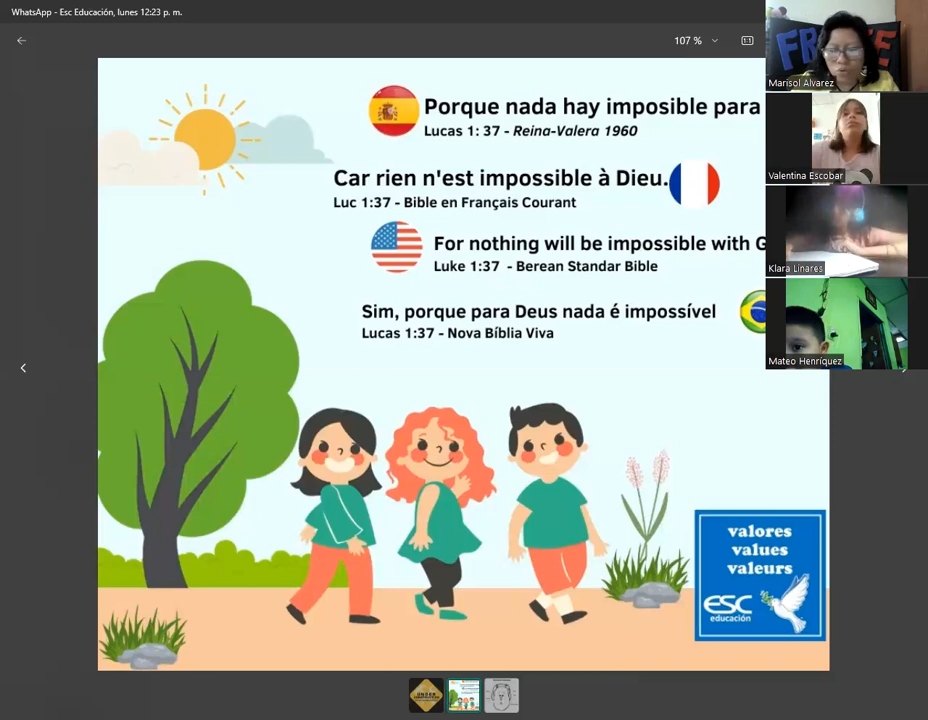 WhatsApp - Esc Educación, lunes 12:23 p. m.
107 %
1:1
Marisol Alvarez
Valentina Escobar
Klara Linares
Mateo Henríquez
Porque nada hay imposible para
Lucas 1: 37 - Reina-Valera 1960
Car rien n'est impossible à Dieu.
Luc 1:37 - Bible en Français Courant
For nothing will be impossible with G
Luke 1:37 - Berean Standar Bible
Sim, porque para Deus nada é impossível
Lucas 1:37 - Nova Bíblia Viva
valores
values
valeurs
esc
educación